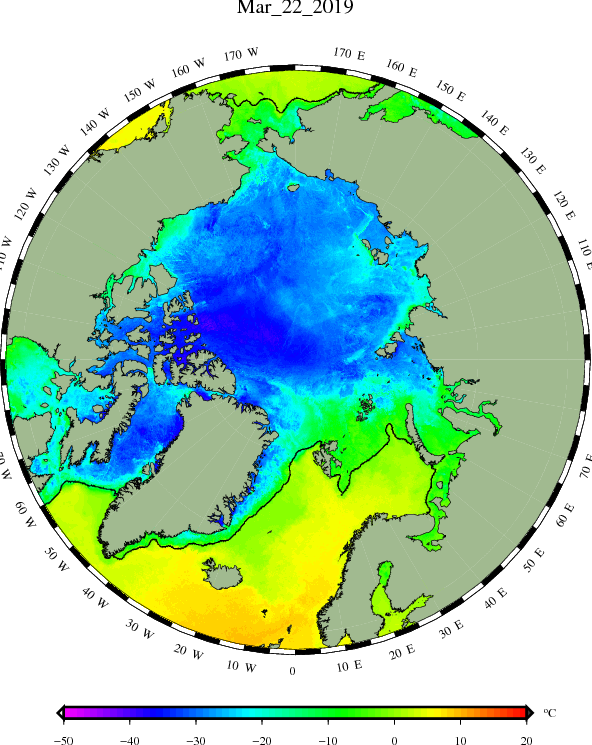 Mar_22_2019
170 W
170 E
160 W
160 E
150 W
150 E
140 W
140 E
130 W
130 E
120 W
120 E
110 E
70 E
60 W
60 E
50 W
50 E
40 W
40 E
30 W
30 E
20 W
20 E
10 W
0
10 E
°C
−50 −40 −30 −20 −10 0 10 20